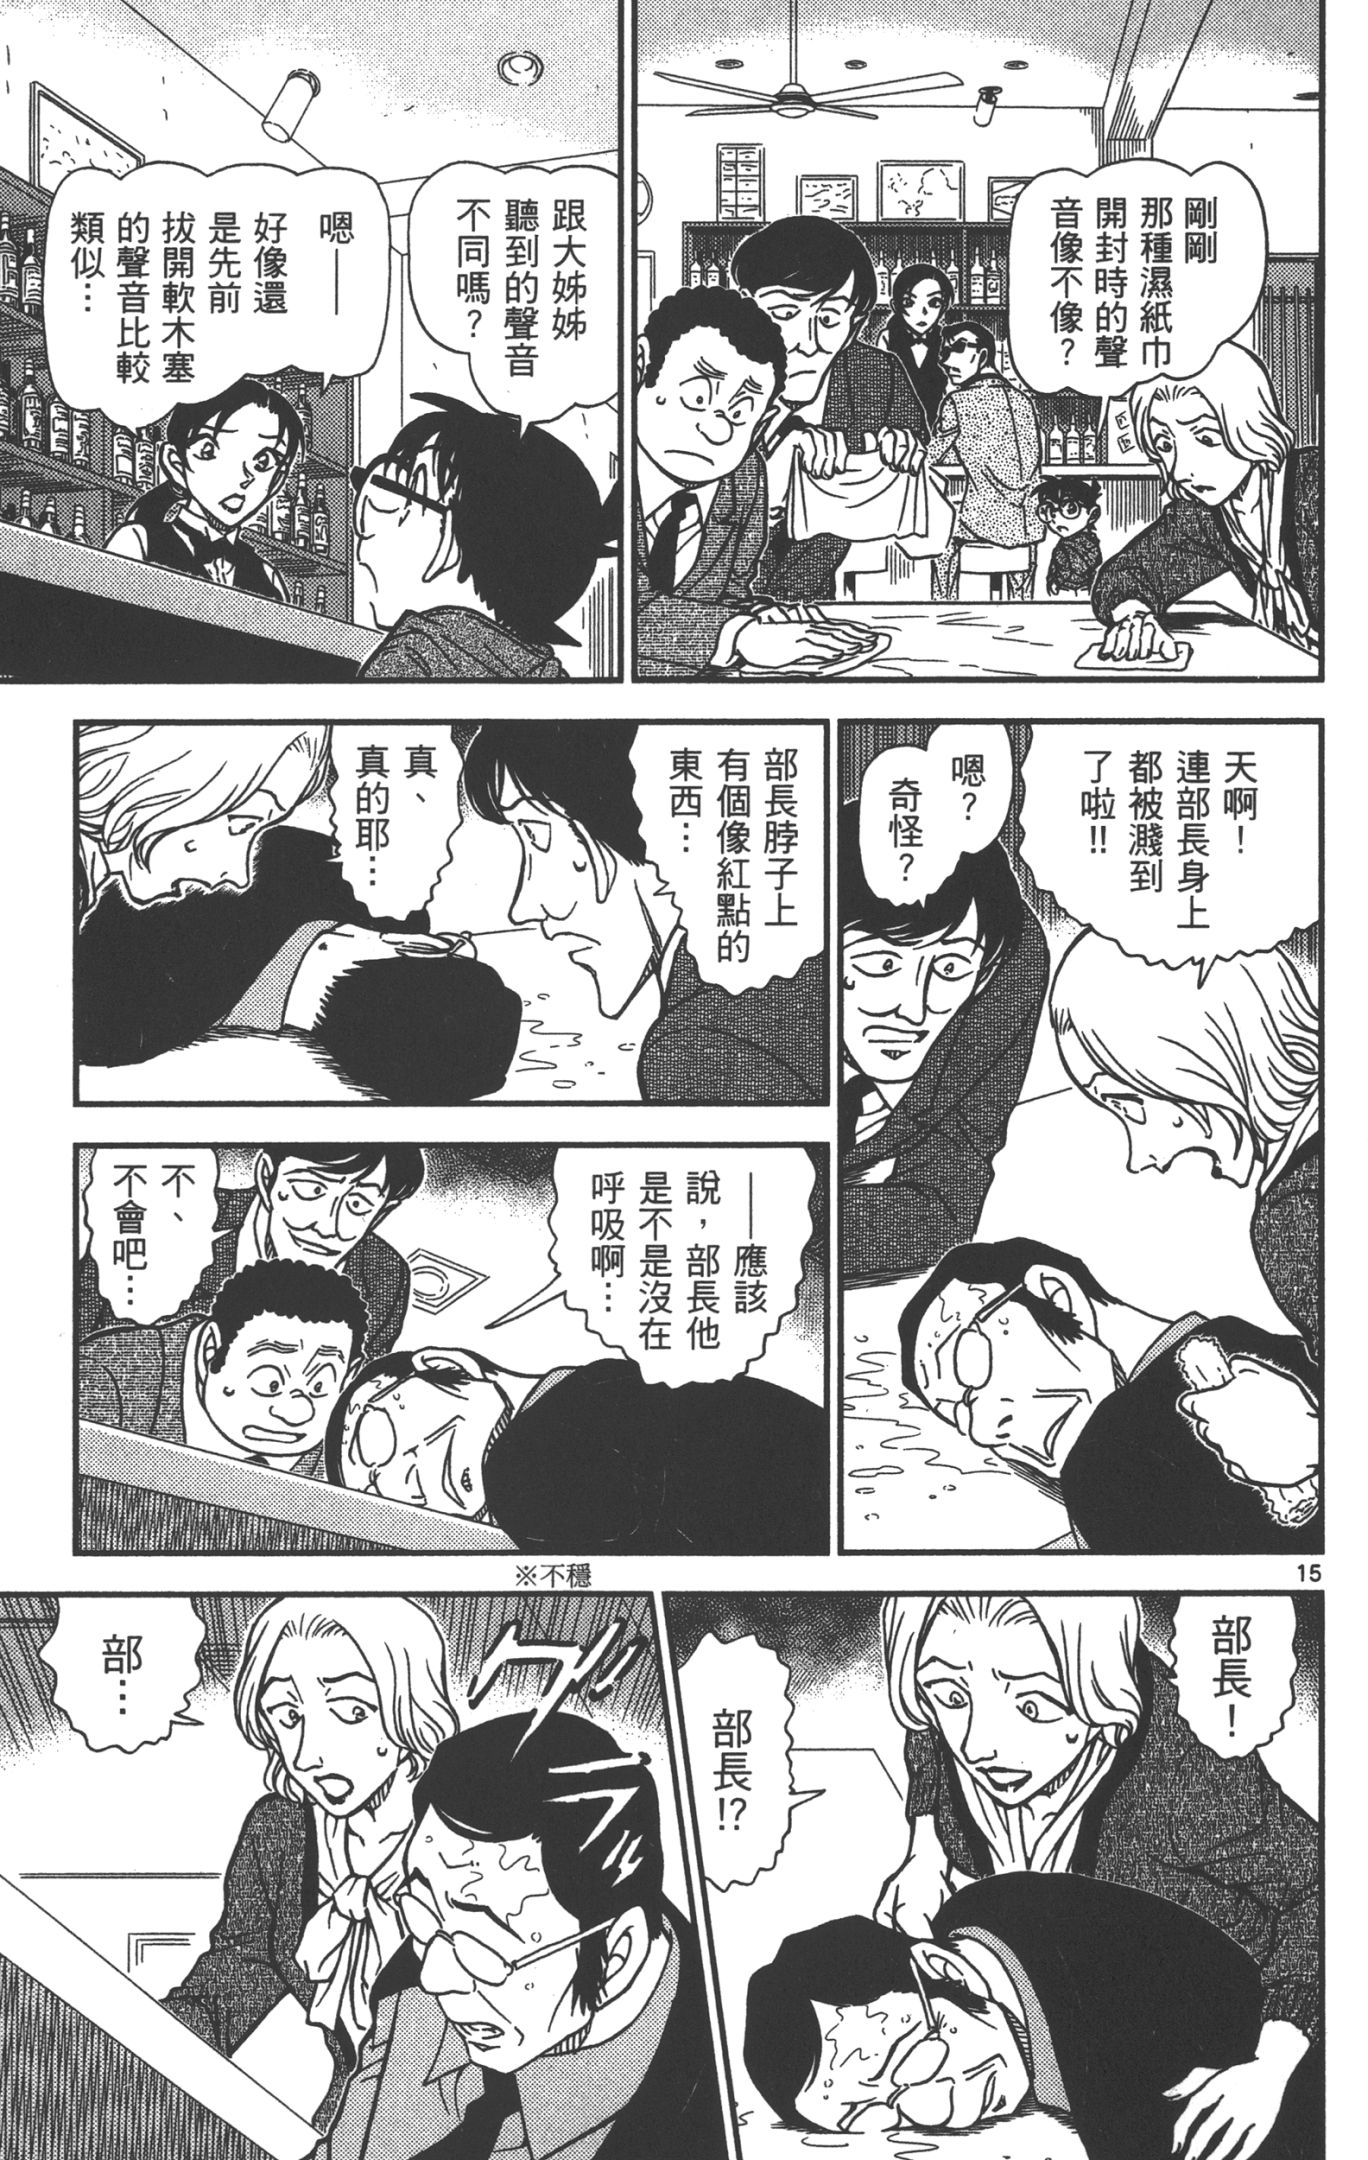 剛剛
那種濕紙巾
開封時的聲
音像不像？
跟大姊姊
聽到的聲音
不同嗎？
嗯——
好像還
是先前
拔開軟木塞
的聲音比較
類似…
天啊！
連部長身上
都被濺到
了啦!!
嗯？
奇怪？
部長脖子上
有個像紅點的
東西…
真、
真的耶…
——應該
說，部長他
是不是沒在
呼吸啊…
不、
不會吧…
15
部長！
部長!?
※不穩
グラッ
部…